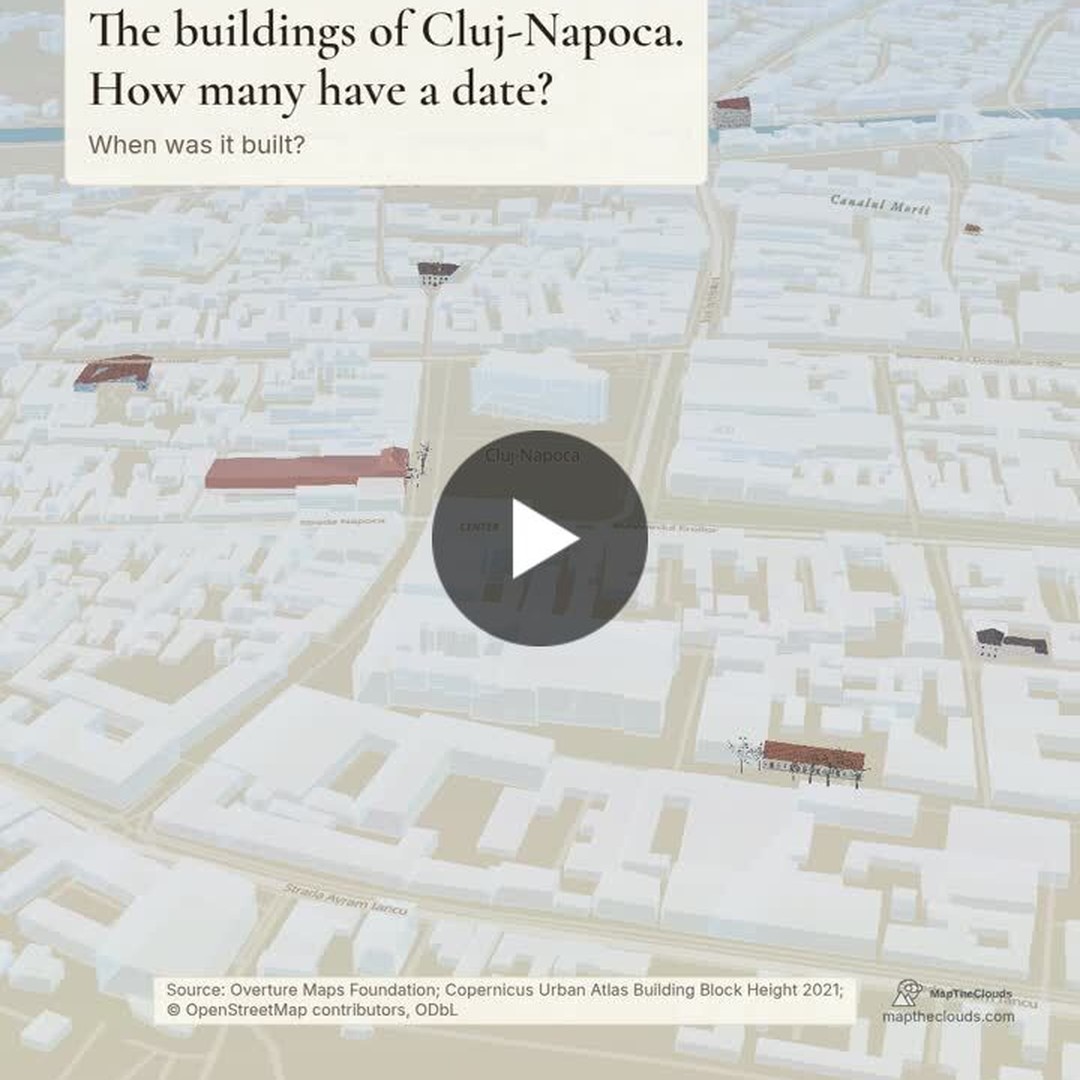 The buildings of Cluj-Napoca.
How many have a date?
When was it built?
Canalul Morii
Cluj-Napoca
Strada Napoca
CENTER
Bulevardul Eroilor
Strada Avram Iancu
Source: Overture Maps Foundation; Copernicus Urban Atlas Building Block Height 2021;
© OpenStreetMap contributors, ODbL
MapTheClouds
Iancu
maptheclouds.com